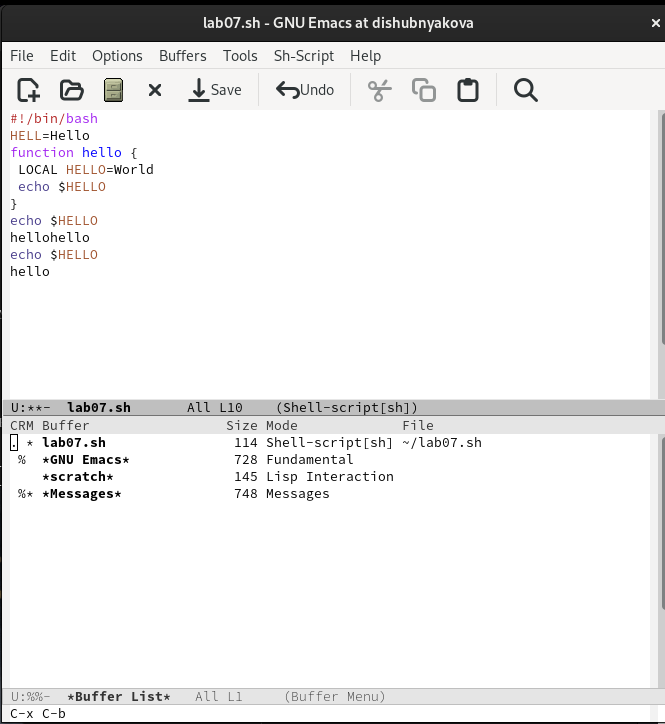 lab07.sh - GNU Emacs at dishubnyakova
File Edit Options Buffers Tools Sh-Script Help
Save Undo
#!/bin/bash
HELL=Hello
function hello {
 LOCAL HELLO=World
 echo $HELLO
}
echo $HELLO
hellohello
echo $HELLO
hello
U:**-  lab07.sh       All L10    (Shell-script[sh])
CRM Buffer                 Size Mode             File
. * lab07.sh                114 Shell-script[sh] ~/lab07.sh
 %  *GNU Emacs*             728 Fundamental
    *scratch*               145 Lisp Interaction
 %* *Messages*              748 Messages
U:%%-  *Buffer List*   All L1     (Buffer Menu)
C-x C-b